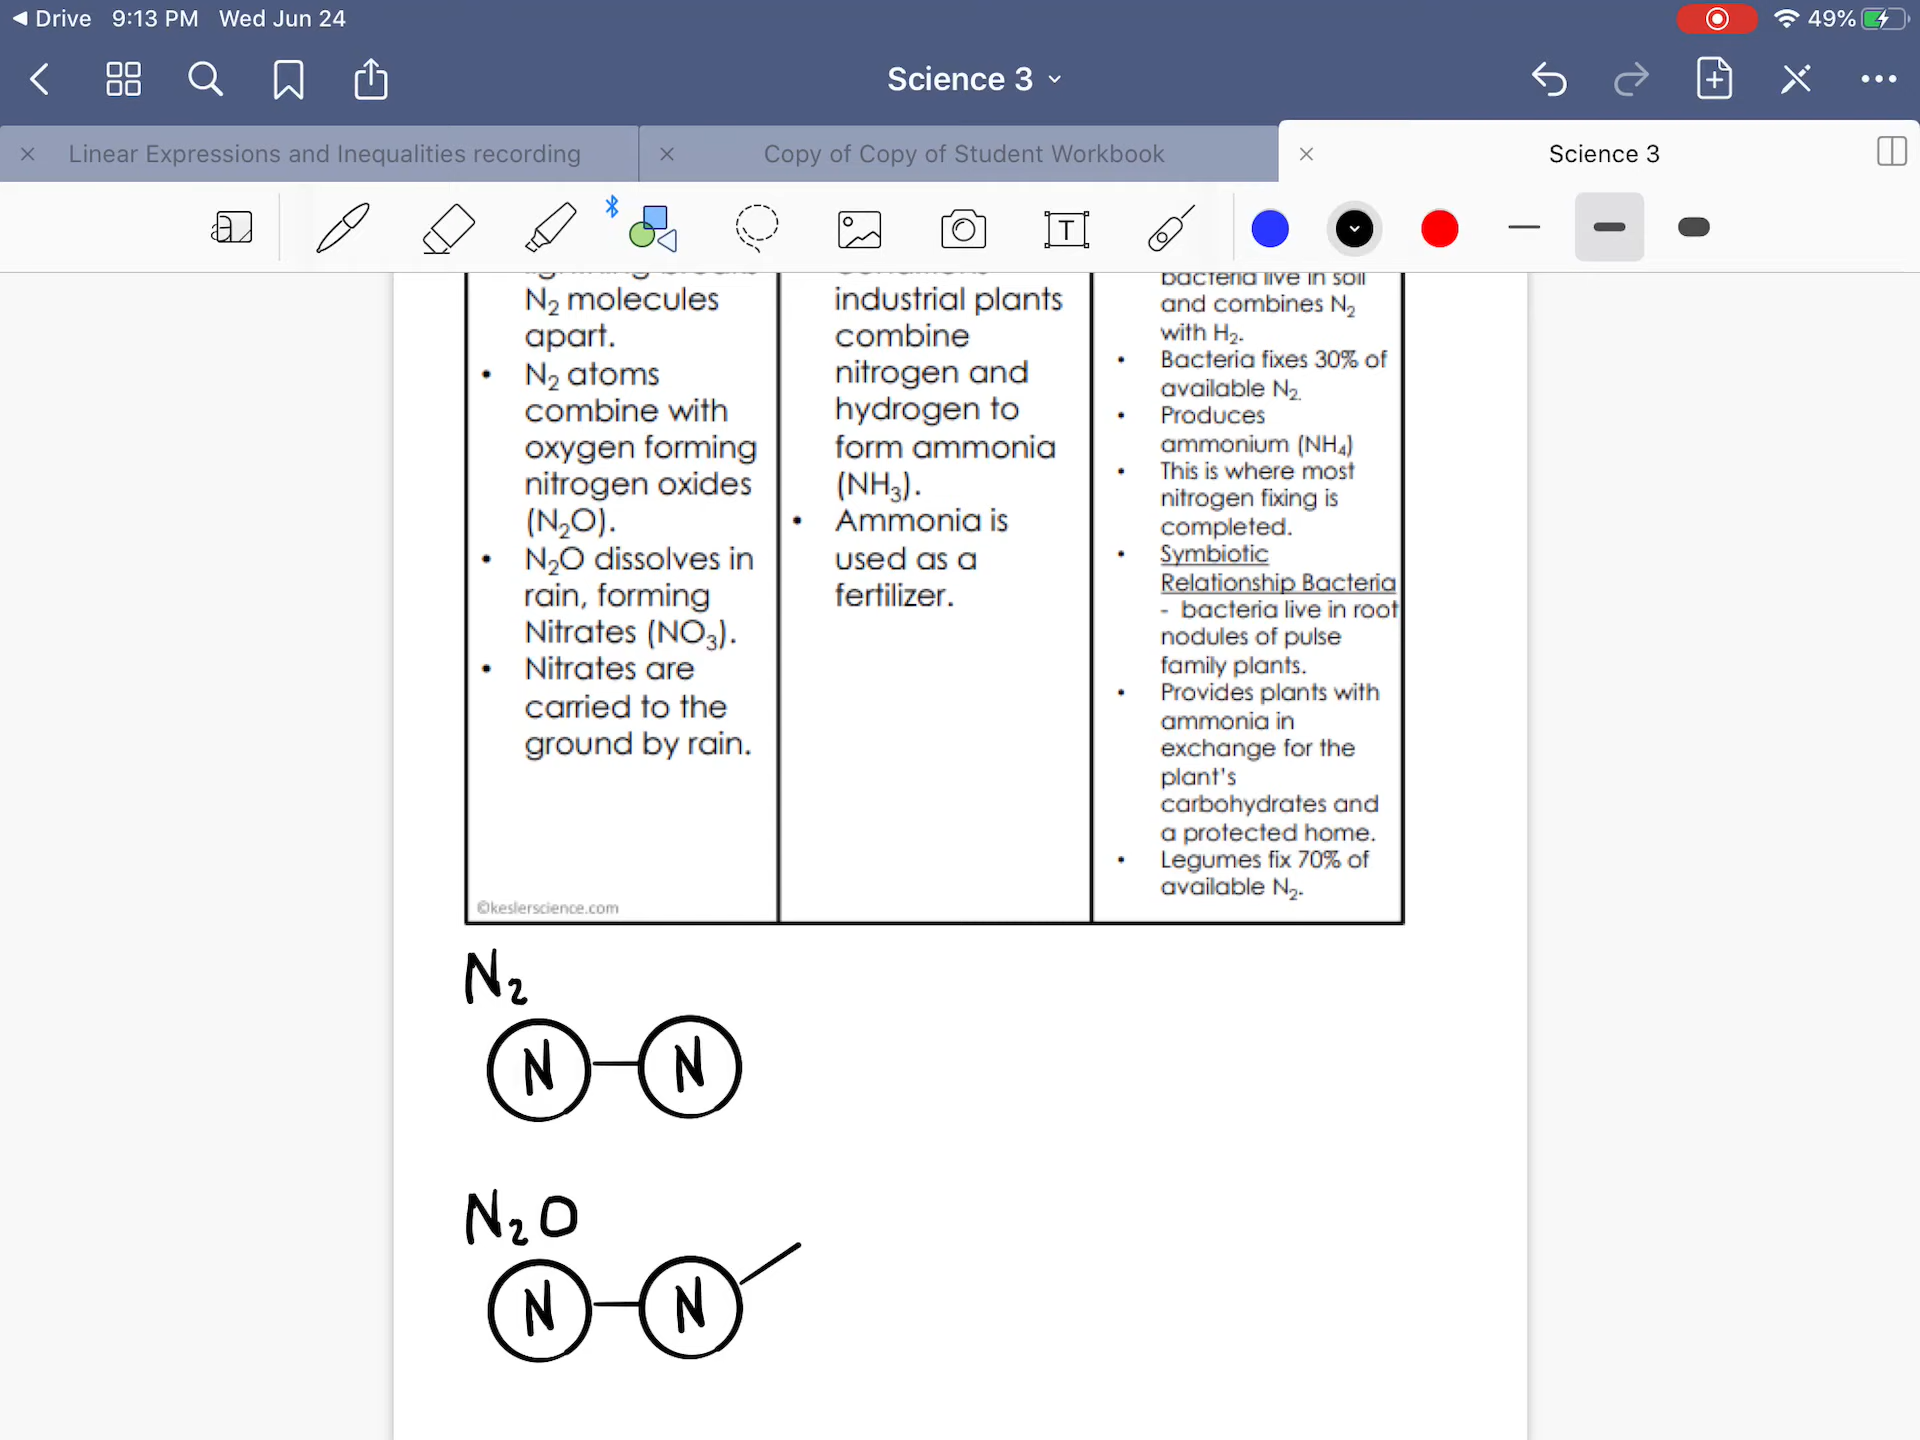 Drive 9:13 PM Wed Jun 24
49%
Science 3
Linear Expressions and Inequalities recording
Copy of Copy of Student Workbook
Science 3
T
N₂ molecules
apart.
• N₂ atoms
combine with
oxygen forming
nitrogen oxides
(N₂O).
• N₂O dissolves in
rain, forming
Nitrates (NO₃).
• Nitrates are
carried to the
ground by rain.
©keslerscience.com
industrial plants
combine
nitrogen and
hydrogen to
form ammonia
(NH₃).
• Ammonia is
used as a
fertilizer.
bacteria live in soil
and combines N₂
with H₂.
• Bacteria fixes 30% of
available N₂.
• Produces
ammonium (NH₄)
• This is where most
nitrogen fixing is
completed.
• Symbiotic
Relationship Bacteria
- bacteria live in root
nodules of pulse
family plants.
• Provides plants with
ammonia in
exchange for the
plant's
carbohydrates and
a protected home.
• Legumes fix 70% of
available N₂.
N₂
N N
N₂O
N N